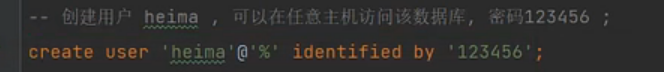 -- 创建用户 heima , 可以在任意主机访问该数据库, 密码123456 ;
create user 'heima'@'%' identified by '123456';